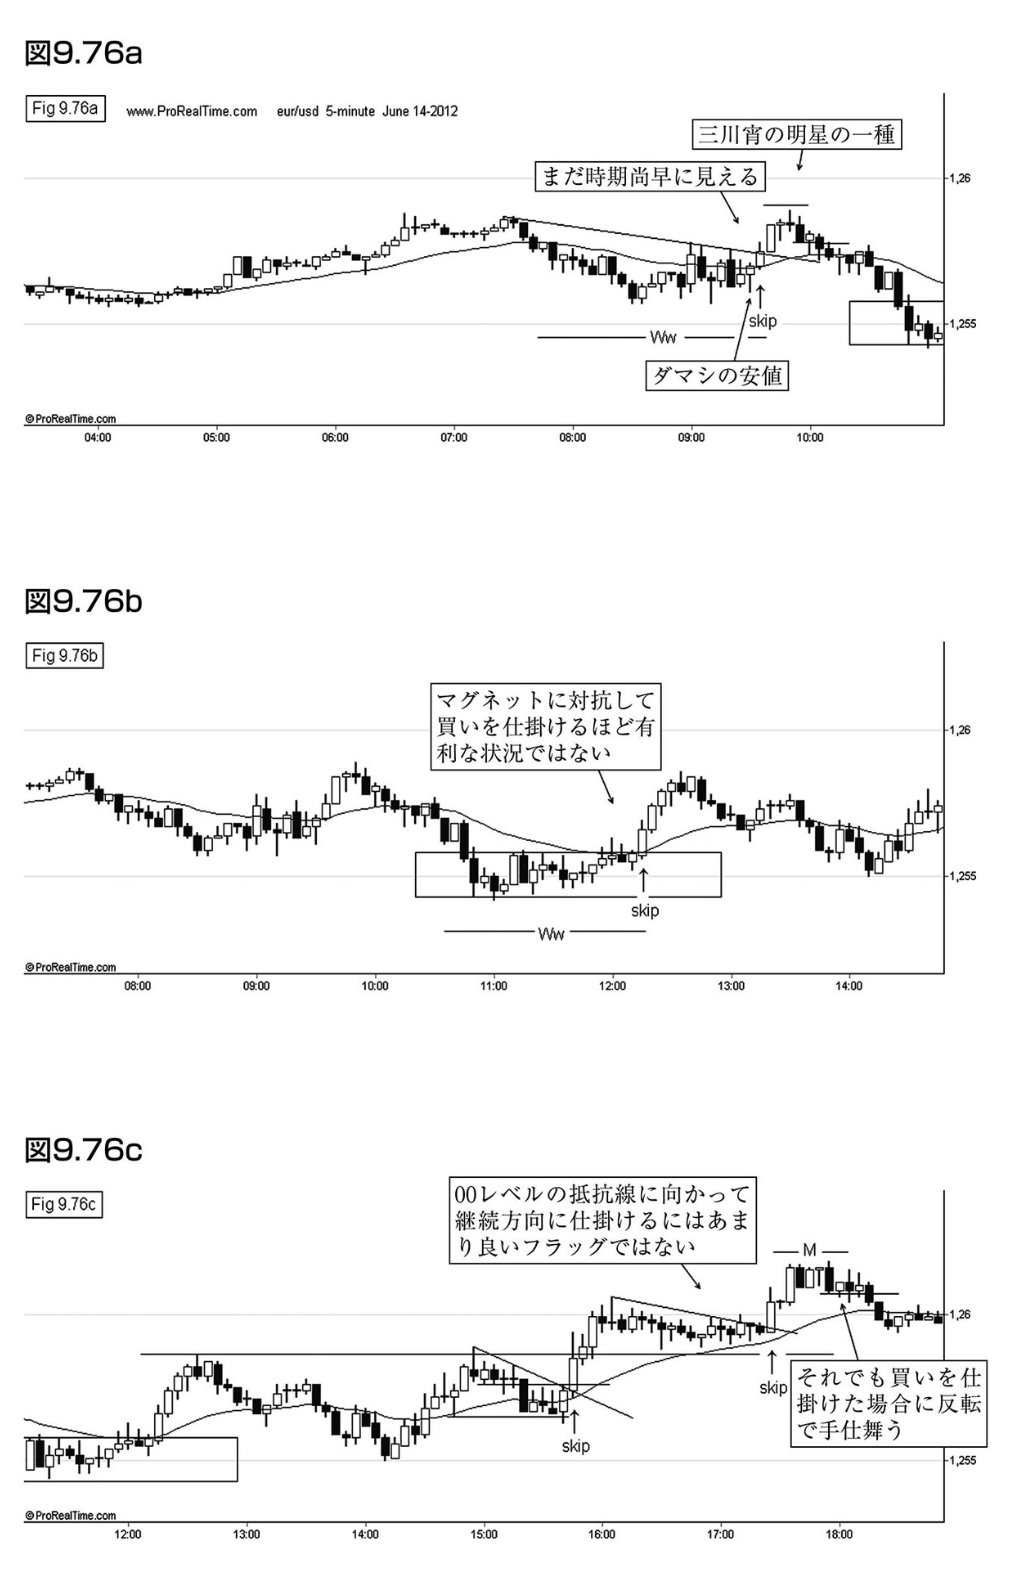 図9.76a
Fig 9.76a
www.ProRealTime.com eur/usd 5-minute June 14-2012
三川宵の明星の一種
まだ時期尚早に見える
1,26
skip
1,255
Ww
ダマシの安値
©ProRealTime.com
04:00 05:00 06:00 07:00 08:00 09:00 10:00
図9.76b
Fig 9.76b
マグネットに対抗して
買いを仕掛けるほど有
利な状況ではない
1,26
1,255
skip
Ww
©ProRealTime.com
08:00 09:00 10:00 11:00 12:00 13:00 14:00
図9.76c
Fig 9.76c
00レベルの抵抗線に向かって
継続方向に仕掛けるにはあま
り良いフラッグではない
M
1,26
skip
それでも買いを仕
掛けた場合に反転
で手仕舞う
skip
1,255
©ProRealTime.com
12:00 13:00 14:00 15:00 16:00 17:00 18:00